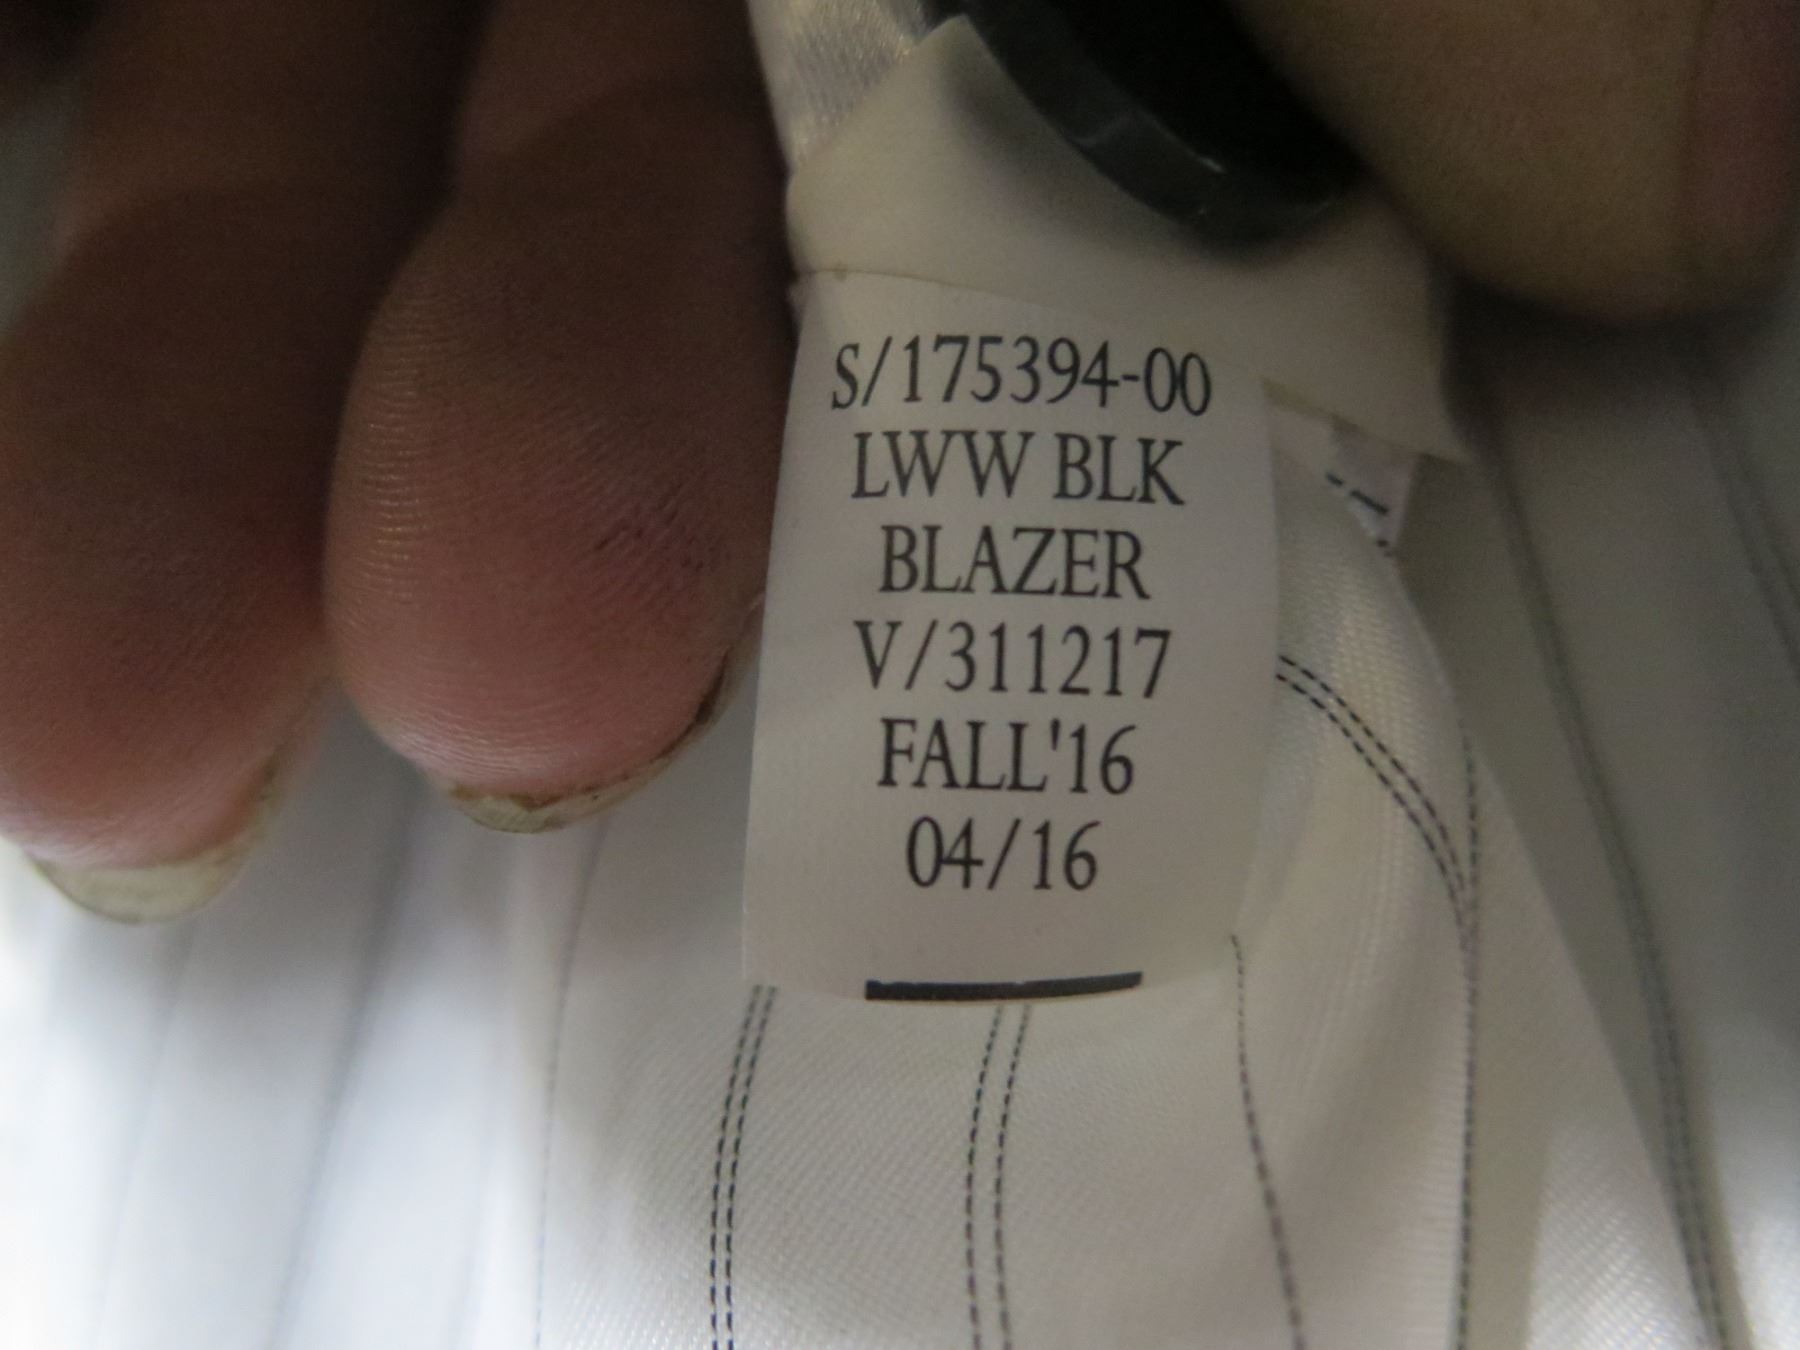 S/175394-00
LWW BLK
BLAZER
V/311217
FALL'16
04/16